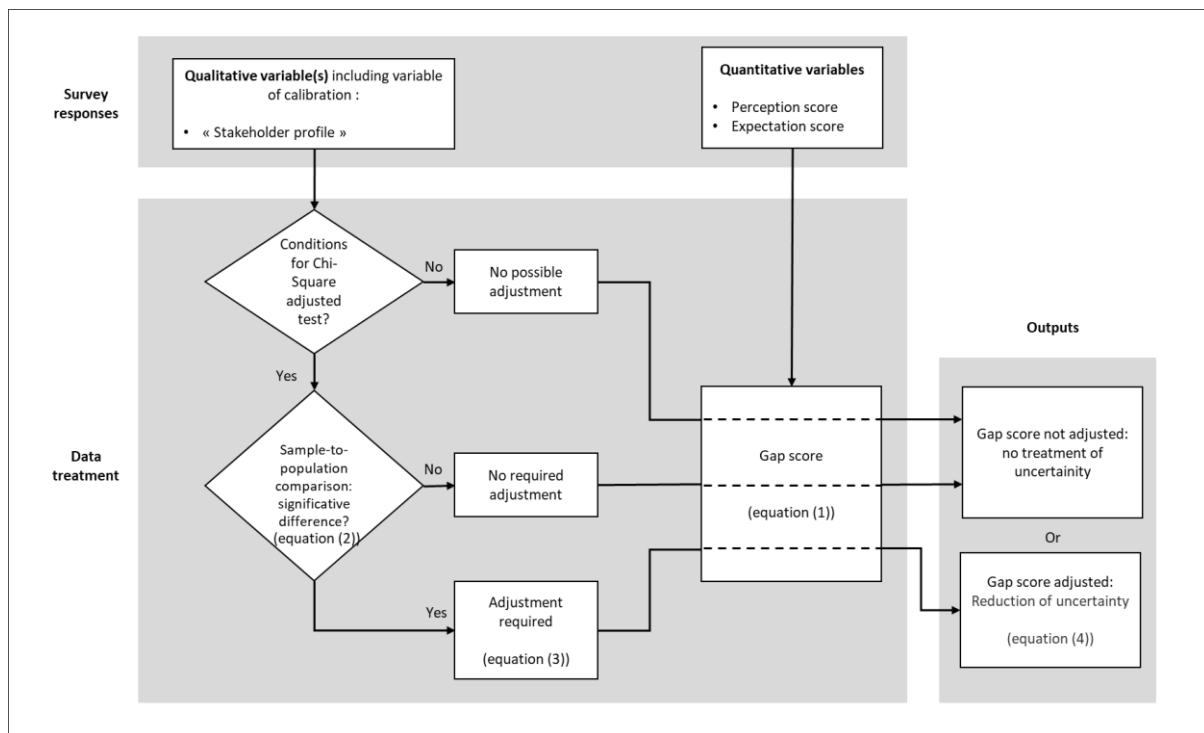 Survey
responses
Qualitative variable(s) including variable
of calibration :
• « Stakeholder profile »
Quantitative variables
• Perception score
• Expectation score
Data
treatment
Conditions
for Chi-
Square
adjusted
test?
No
No possible
adjustment
Yes
Sample-to-
population
comparison:
significative
difference?
(equation (2))
No
No required
adjustment
Yes
Adjustment
required
(equation (3))
Gap score
(equation (1))
Outputs
Gap score not adjusted:
no treatment of
uncertainity
Or
Gap score adjusted:
Reduction of uncertainty
(equation (4))